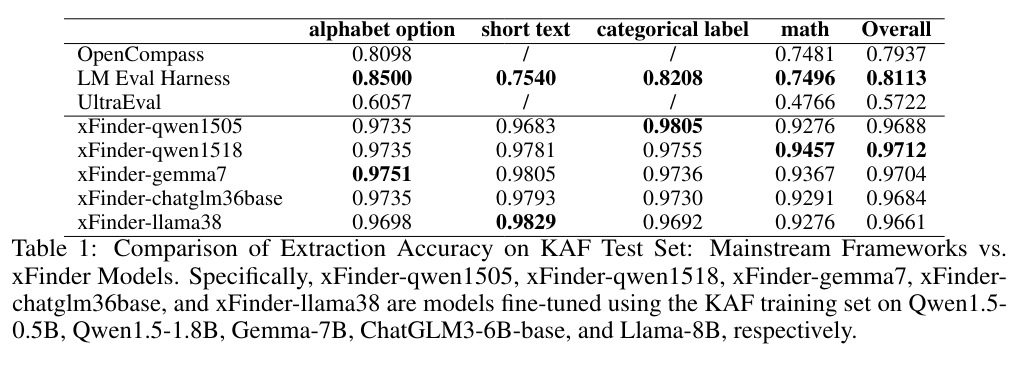 alphabet option short text categorical label math Overall
OpenCompass 0.8098 / / 0.7481 0.7937
LM Eval Harness 0.8500 0.7540 0.8208 0.7496 0.8113
UltraEval 0.6057 / / 0.4766 0.5722
xFinder-qwen1505 0.9735 0.9683 0.9805 0.9276 0.9688
xFinder-qwen1518 0.9735 0.9781 0.9755 0.9457 0.9712
xFinder-gemma7 0.9751 0.9805 0.9736 0.9367 0.9704
xFinder-chatglm36base 0.9735 0.9793 0.9730 0.9291 0.9684
xFinder-llama38 0.9698 0.9829 0.9692 0.9276 0.9661
Table 1: Comparison of Extraction Accuracy on KAF Test Set: Mainstream Frameworks vs.
xFinder Models. Specifically, xFinder-qwen1505, xFinder-qwen1518, xFinder-gemma7, xFinder-
chatglm36base, and xFinder-llama38 are models fine-tuned using the KAF training set on Qwen1.5-
0.5B, Qwen1.5-1.8B, Gemma-7B, ChatGLM3-6B-base, and Llama-8B, respectively.